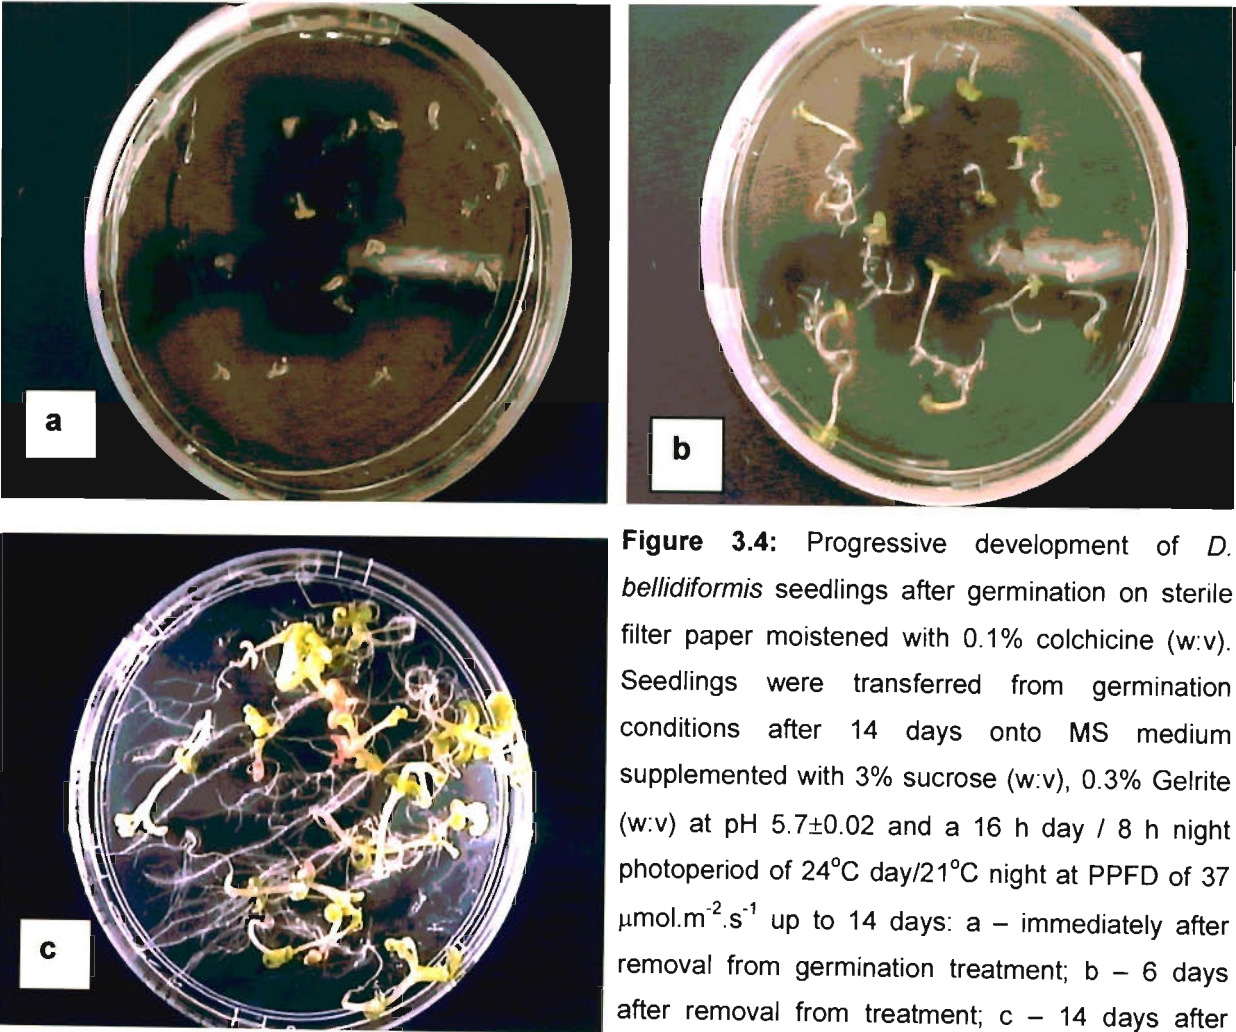 a
b
c
Figure 3.4: Progressive development of D.
bellidiformis seedlings after germination on sterile
filter paper moistened with 0.1% colchicine (w:v).
Seedlings were transferred from germination
conditions after 14 days onto MS medium
supplemented with 3% sucrose (w:v), 0.3% Gelrite
(w:v) at pH 5.7±0.02 and a 16 h day / 8 h night
photoperiod of 24°C day/21°C night at PPFD of 37
μmol.m⁻².s⁻¹ up to 14 days: a – immediately after
removal from germination treatment; b – 6 days
after removal from treatment; c – 14 days after